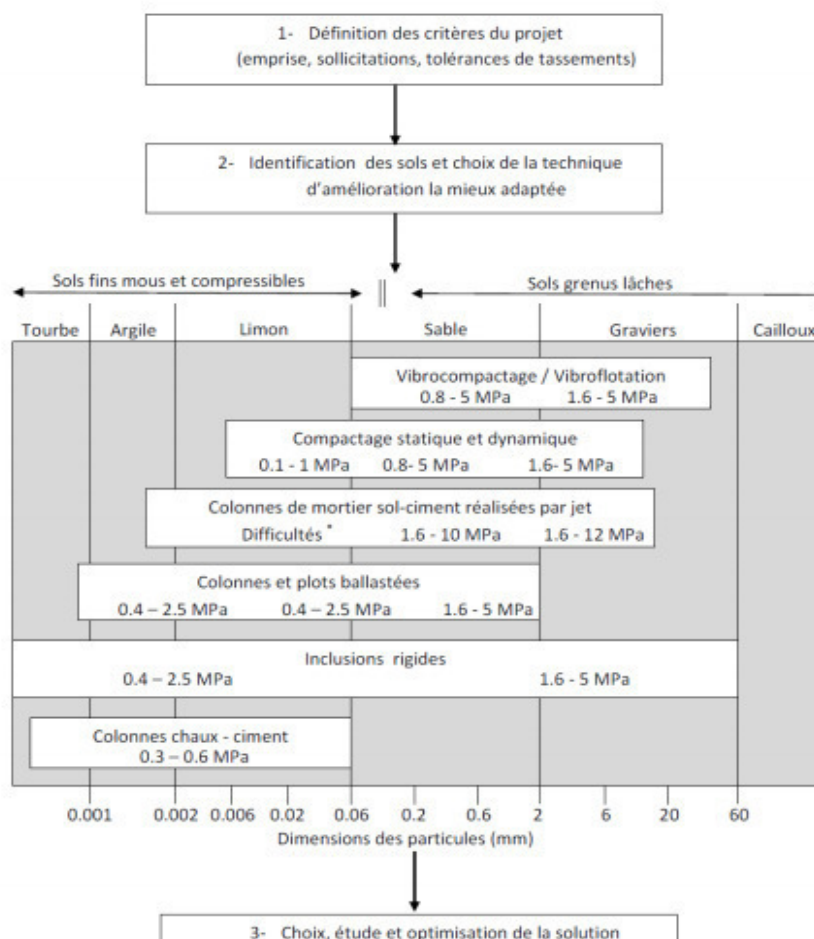 1- Définition des critères du projet
(emprise, sollicitations, tolérances de tassements)
2- Identification des sols et choix de la technique
d'amélioration la mieux adaptée
Sols fins mous et compressibles
Sols grenus lâches
Tourbe Argile Limon Sable Graviers Cailloux
Vibrocompactage / Vibroflotation
0.8 - 5 MPa 1.6 - 5 MPa
Compactage statique et dynamique
0.1 - 1 MPa 0.8- 5 MPa 1.6- 5 MPa
Colonnes de mortier sol-ciment réalisées par jet
Difficultés * 1.6 - 10 MPa 1.6 - 12 MPa
Colonnes et plots ballastées
0.4 – 2.5 MPa 0.4 – 2.5 MPa 1.6 - 5 MPa
Inclusions rigides
0.4 – 2.5 MPa 1.6 - 5 MPa
Colonnes chaux - ciment
0.3 – 0.6 MPa
0.001 0.002 0.006 0.02 0.06 0.2 0.6 2 6 20 60
Dimensions des particules (mm)
3- Choix, étude et optimisation de la solution